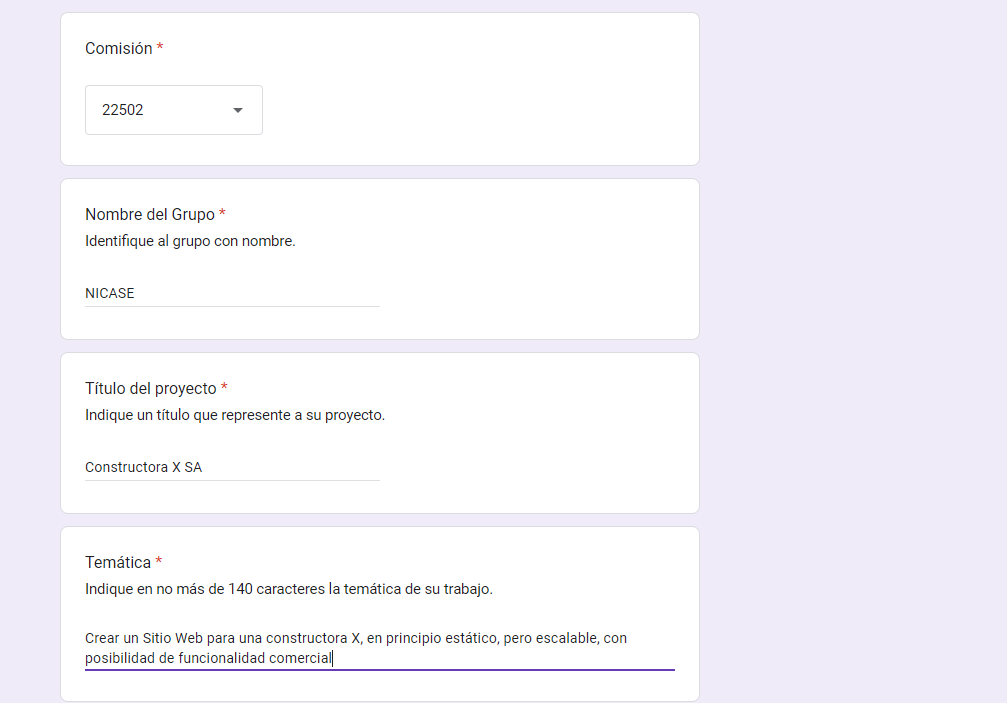 Comisión *
22502
Nombre del Grupo *
Identifique al grupo con nombre.
NICASE
Título del proyecto *
Indique un título que represente a su proyecto.
Constructora X SA
Temática *
Indique en no más de 140 caracteres la temática de su trabajo.
Crear un Sitio Web para una constructora X, en principio estático, pero escalable, con
posibilidad de funcionalidad comercial